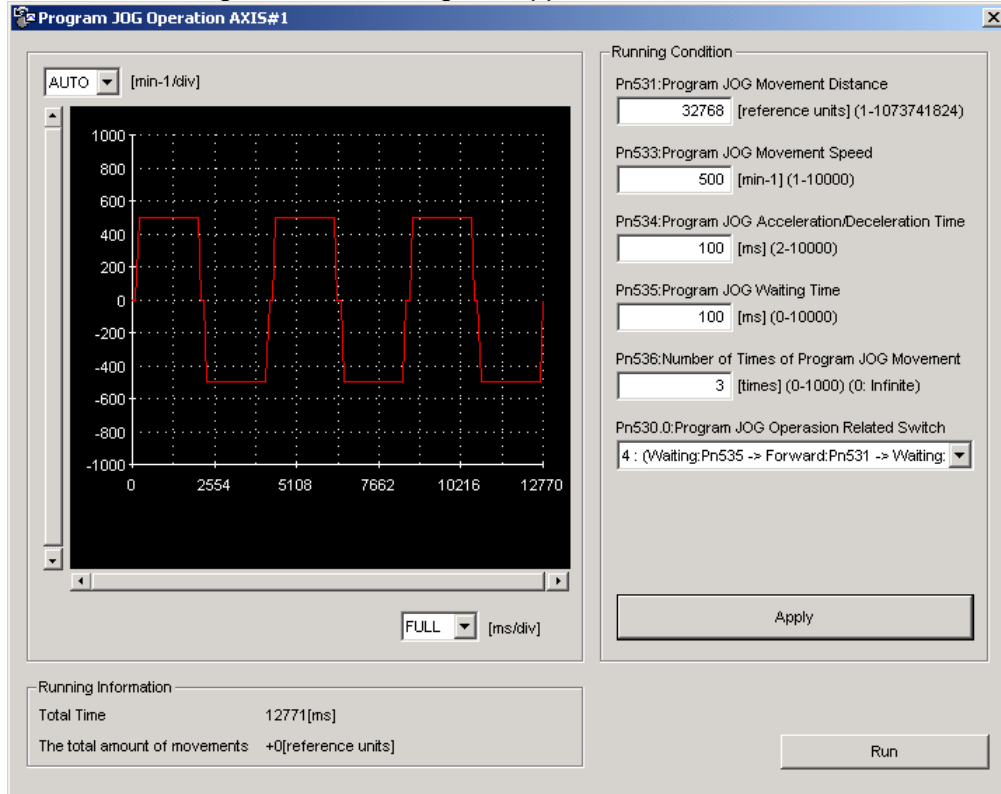 Program JOG Operation AXIS#1
AUTO [min-1/div]
1000
800
600
400
200
0
-200
-400
-600
-800
-1000
0 2554 5108 7662 10216 12770
FULL [ms/div]
Running Condition
Pn531:Program JOG Movement Distance
32768 [reference units] (1-1073741824)
Pn533:Program JOG Movement Speed
500 [min-1] (1-10000)
Pn534:Program JOG Acceleration/Deceleration Time
100 [ms] (2-10000)
Pn535:Program JOG Waiting Time
100 [ms] (0-10000)
Pn536:Number of Times of Program JOG Movement
3 [times] (0-1000) (0: Infinite)
Pn530.0:Program JOG Operasion Related Switch
4 : (Waiting:Pn535 -> Forward:Pn531 -> Waiting:
Apply
Running Information
Total Time 12771[ms]
The total amount of movements +0[reference units]
Run